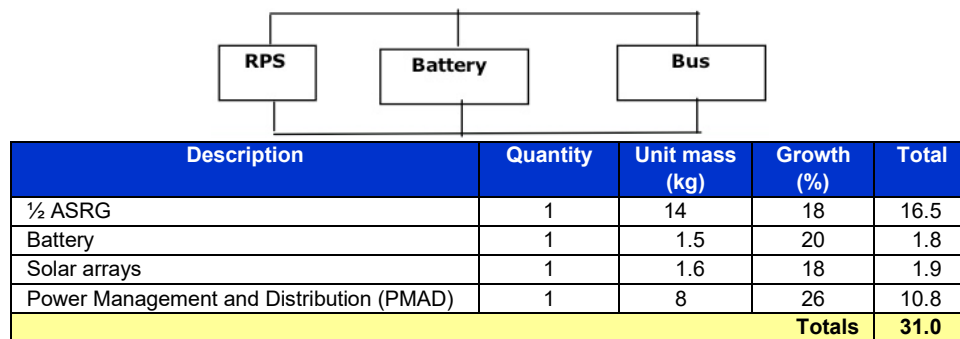 RPS Battery Bus
Description Quantity Unit mass (kg) Growth (%) Total
½ ASRG 1 14 18 16.5
Battery 1 1.5 20 1.8
Solar arrays 1 1.6 18 1.9
Power Management and Distribution (PMAD) 1 8 26 10.8
Totals 31.0